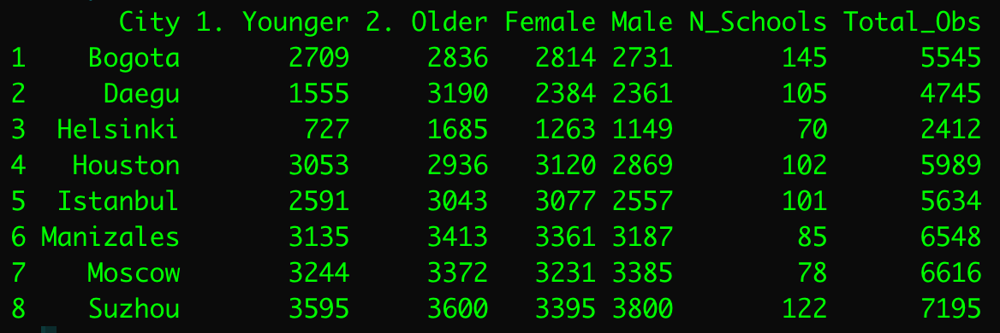 City 1. Younger 2. Older Female Male N_Schools Total_Obs
1 Bogota 2709 2836 2814 2731 145 5545
2 Daegu 1555 3190 2384 2361 105 4745
3 Helsinki 727 1685 1263 1149 70 2412
4 Houston 3053 2936 3120 2869 102 5989
5 Istanbul 2591 3043 3077 2557 101 5634
6 Manizales 3135 3413 3361 3187 85 6548
7 Moscow 3244 3372 3231 3385 78 6616
8 Suzhou 3595 3600 3395 3800 122 7195